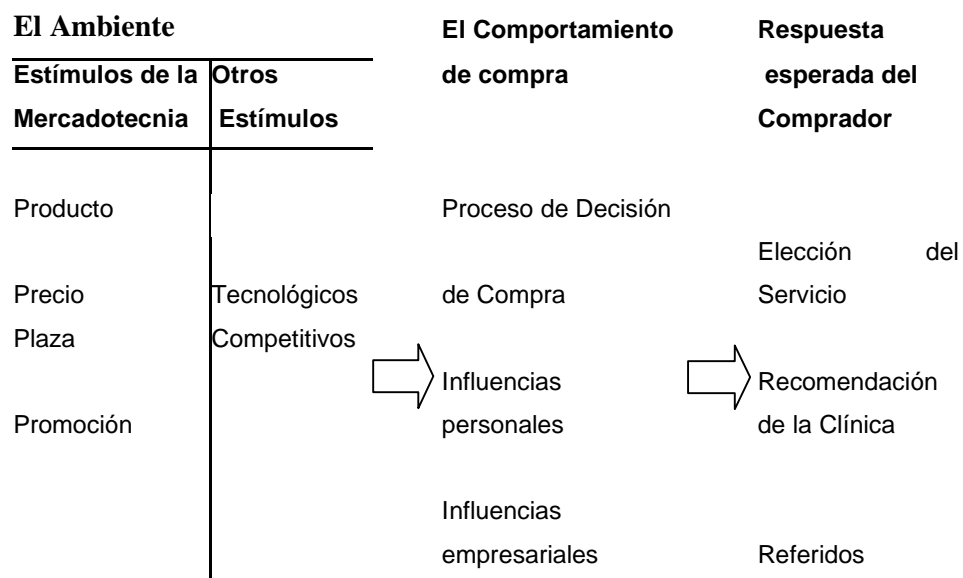 El Ambiente
Estímulos de la
Mercadotecnia
Otros
Estímulos
Producto
Precio
Plaza
Promoción
Tecnológicos
Competitivos
El Comportamiento
de compra
Proceso de Decisión
de Compra
Influencias
personales
Influencias
empresariales
Respuesta
esperada del
Comprador
Elección del
Servicio
Recomendación
de la Clínica
Referidos